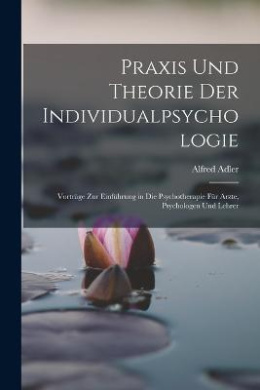 Praxis Und
Theorie Der
Individualpsycho
logie
Alfred Adler
Vorträge Zur Einführung in Die Psychotherapie Für Ärzte,
Psychologen Und Lehrer